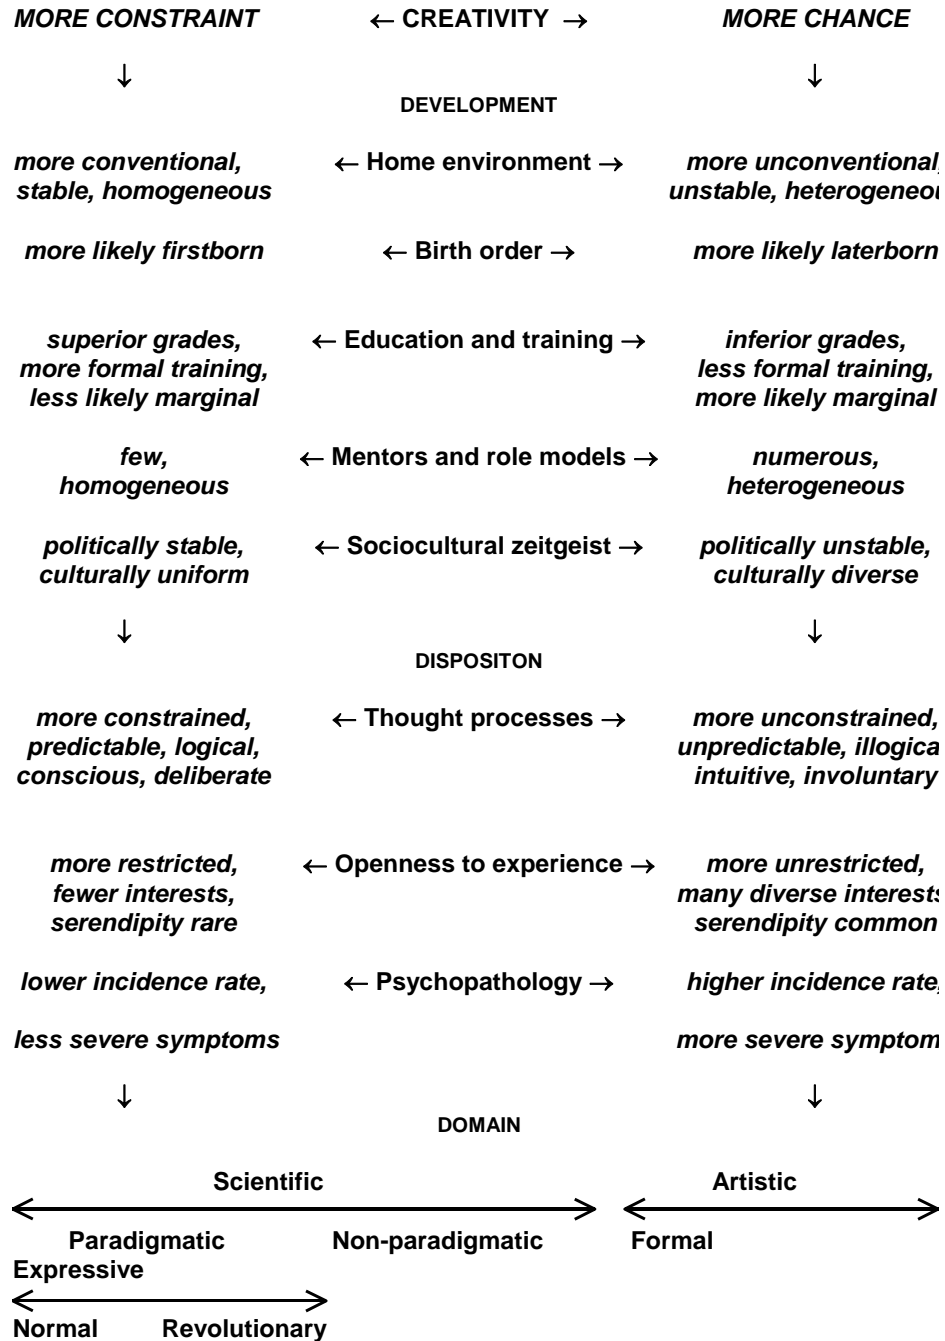 MORE CONSTRAINT ← CREATIVITY → MORE CHANCE
↓ ↓
DEVELOPMENT
more conventional, ← Home environment → more unconventional,
stable, homogeneous unstable, heterogeneou
more likely firstborn ← Birth order → more likely laterborn
superior grades, ← Education and training → inferior grades,
more formal training, less formal training,
less likely marginal more likely marginal
few, ← Mentors and role models → numerous,
homogeneous heterogeneous
politically stable, ← Sociocultural zeitgeist → politically unstable,
culturally uniform culturally diverse
↓ ↓
DISPOSITON
more constrained, ← Thought processes → more unconstrained,
predictable, logical, unpredictable, illogica
conscious, deliberate intuitive, involuntary
more restricted, ← Openness to experience → more unrestricted,
fewer interests, many diverse interests
serendipity rare serendipity common
lower incidence rate, ← Psychopathology → higher incidence rate,
less severe symptoms more severe symptom
↓ ↓
DOMAIN
Scientific Artistic
Paradigmatic Non-paradigmatic Formal
Expressive
Normal Revolutionary